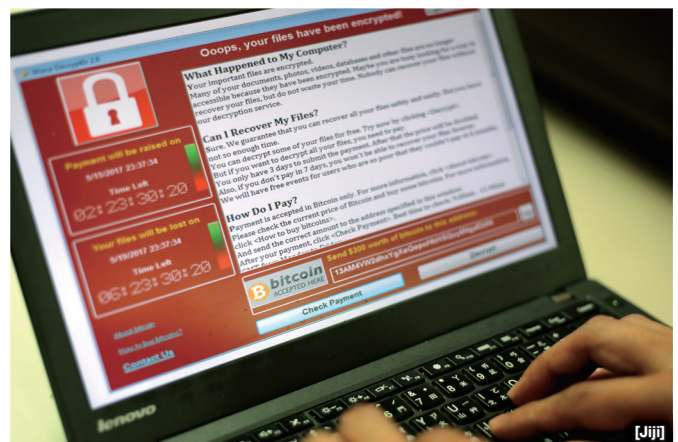 Wana Decrypt0r 2.0
Ooops, your files have been encrypted!
What Happened to My Computer?
Your important files are encrypted.
Many of your documents, photos, videos, databases and other files are no longer
accessible because they have been encrypted. Maybe you are busy looking for a way to
recover your files, but do not waste your time. Nobody can recover your files without
our decryption service.
Can I Recover My Files?
Sure. We guarantee that you can recover all your files safely and easily. But you have
not so enough time.
You can decrypt some of your files for free. Try now by clicking <Decrypt>.
But if you want to decrypt all your files, you need to pay.
You only have 3 days to submit the payment. After that the price will be doubled.
Also, if you don't pay in 7 days, you won't be able to recover your files forever.
We will have free events for users who are so poor that they couldn't pay in 6 months.
How Do I Pay?
Payment is accepted in Bitcoin only. For more information, click <About bitcoin>.
Please check the current price of Bitcoin and buy some bitcoins. For more information,
click <How to buy bitcoins>.
And send the correct amount to the address specified in this window.
After your payment, click <Check Payment>. Best time to check: 9:00am - 11:00am
Payment will be raised on
5/15/2017 23:37:34
Time Left
02:23:30:20
Your files will be lost on
5/19/2017 23:37:34
Time Left
06:23:30:20
About bitcoin
How to buy bitcoins?
Contact Us
bitcoin
ACCEPTED HERE
Send $300 worth of bitcoin to this address:
Check Payment
Decrypt
lenovo
[Jiji]